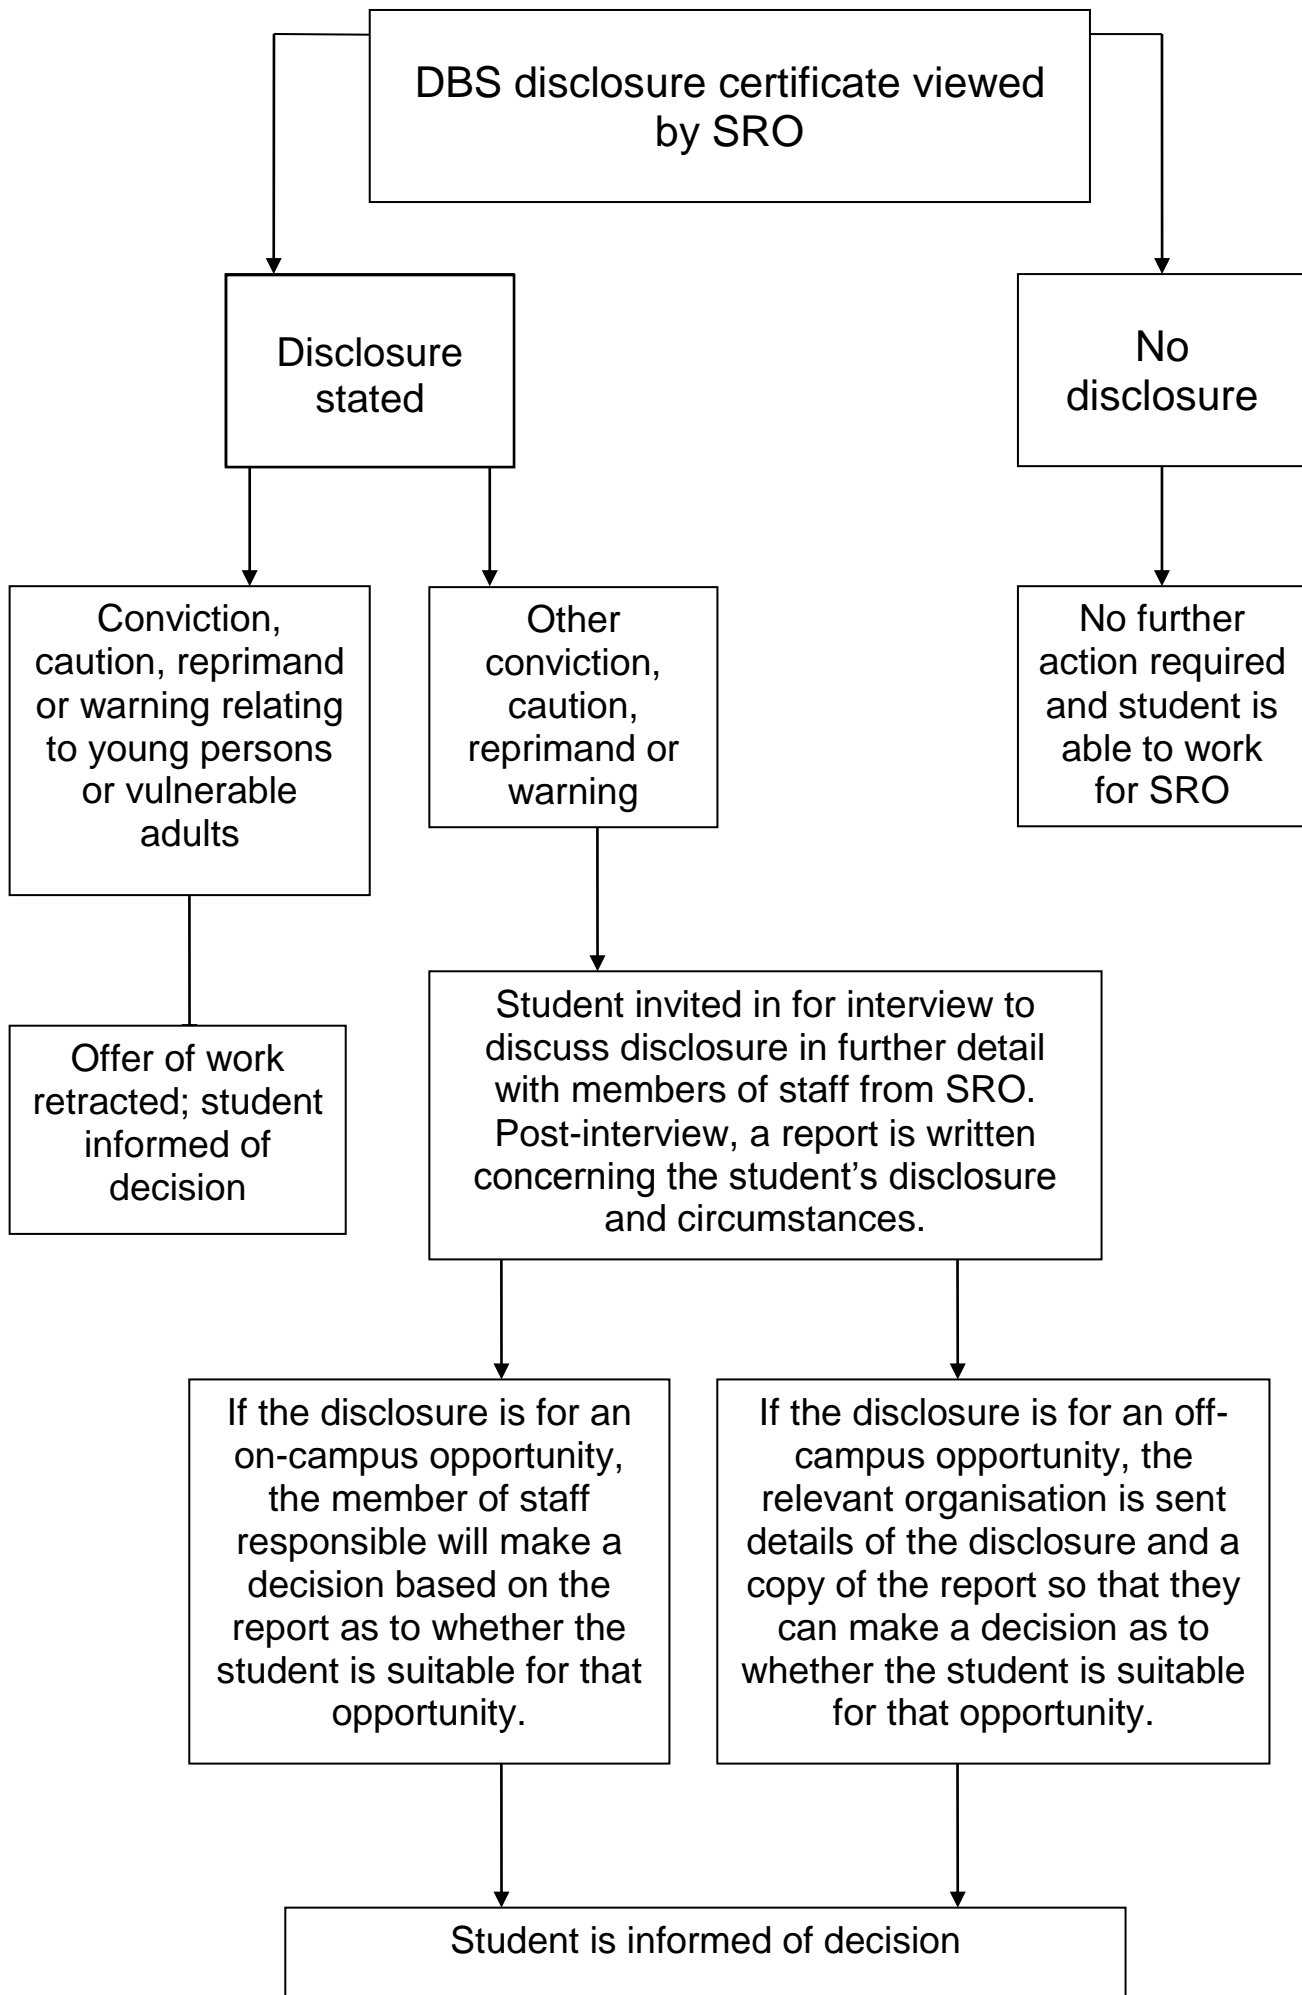 DBS disclosure certificate viewed
by SRO
Disclosure
stated
No
disclosure
Conviction,
caution, reprimand
or warning relating
to young persons
or vulnerable
adults
Other
conviction,
caution,
reprimand or
warning
No further
action required
and student is
able to work
for SRO
Offer of work
retracted; student
informed of
decision
Student invited in for interview to
discuss disclosure in further detail
with members of staff from SRO.
Post-interview, a report is written
concerning the student’s disclosure
and circumstances.
If the disclosure is for an
on-campus opportunity,
the member of staff
responsible will make a
decision based on the
report as to whether the
student is suitable for that
opportunity.
If the disclosure is for an off-
campus opportunity, the
relevant organisation is sent
details of the disclosure and a
copy of the report so that they
can make a decision as to
whether the student is suitable
for that opportunity.
Student is informed of decision